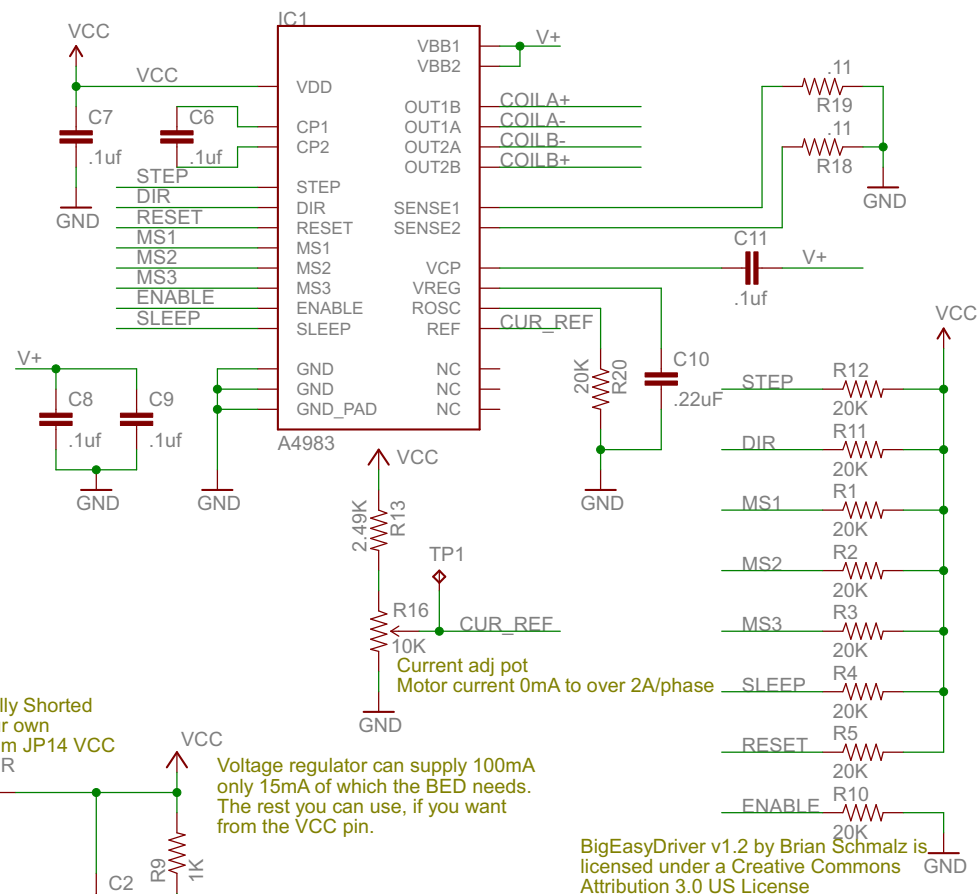 IC1
VCC
VCC
C7
.1uf
GND
C6
.1uf
STEP
DIR
RESET
MS1
MS2
MS3
ENABLE
SLEEP
VDD
CP1
CP2
STEP
DIR
RESET
MS1
MS2
MS3
ENABLE
SLEEP
GND
GND
GND_PAD
A4983
VBB1
VBB2
OUT1B
OUT1A
OUT2A
OUT2B
SENSE1
SENSE2
VCP
VREG
ROSC
REF
NC
NC
NC
V+
COILA+
COILA-
COILB-
COILB+
CUR_REF
.11
R19
.11
R18
GND
C11
.1uf
V+
20K
R20
C10
.22uF
GND
V+
C8
.1uf
C9
.1uf
GND
GND
VCC
2.49K
R13
TP1
R16
10K
CUR_REF
Current adj pot
Motor current 0mA to over 2A/phase
GND
VCC
STEP
R12
20K
DIR
R11
20K
MS1
R1
20K
MS2
R2
20K
MS3
R3
20K
SLEEP
R4
20K
RESET
R5
20K
ENABLE
R10
20K
GND
lly Shorted
r own
m JP14 VCC
R
VCC
R9
1K
C2
Voltage regulator can supply 100mA
only 15mA of which the BED needs.
The rest you can use, if you want
from the VCC pin.
BigEasyDriver v1.2 by Brian Schmalz is
licensed under a Creative Commons
Attribution 3.0 US License